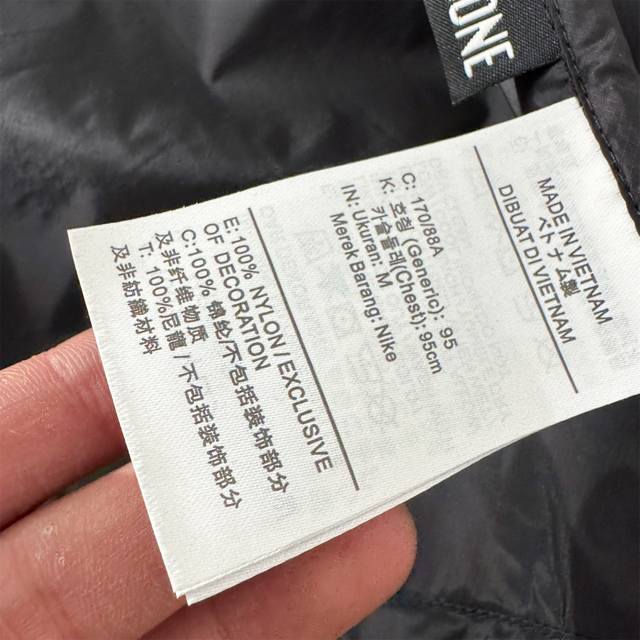 ONE
MADE IN VIETNAM
ベトナム製
DIBUAT DI VIETNAM
C: 170/88A
K: 호칭 (Generic): 95
가슴둘레(Chest): 95cm
IN: Ukuran: M
Merek Barang: Nike
E: 100% NYLON/EXCLUSIVE
OF DECORATION
C: 100% 锦纶/不包括装饰部分
及非纤维物质
T: 100%尼龍/不包括裝飾部分
及非紡織材料